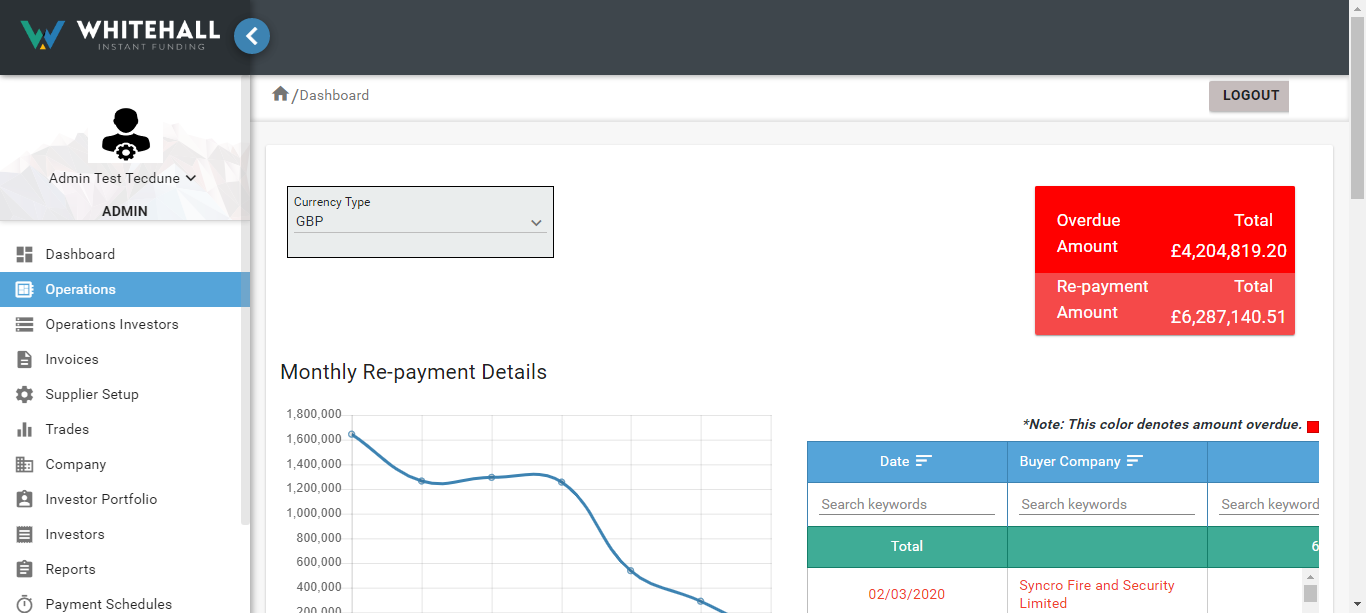 WHITEHALL
INSTANT FUNDING
/Dashboard
LOGOUT
Admin Test Tecdune
ADMIN
Dashboard
Operations
Operations Investors
Invoices
Supplier Setup
Trades
Company
Investor Portfolio
Investors
Reports
Payment Schedules
Currency Type
GBP
Overdue Total
Amount £4,204,819.20
Re-payment Total
Amount £6,287,140.51
Monthly Re-payment Details
1,800,000
1,600,000
1,400,000
1,200,000
1,000,000
800,000
600,000
400,000
200,000
*Note: This color denotes amount overdue.
Date Buyer Company
Search keywords Search keywords Search keyword
Total 6
02/03/2020 Syncro Fire and Security
Limited